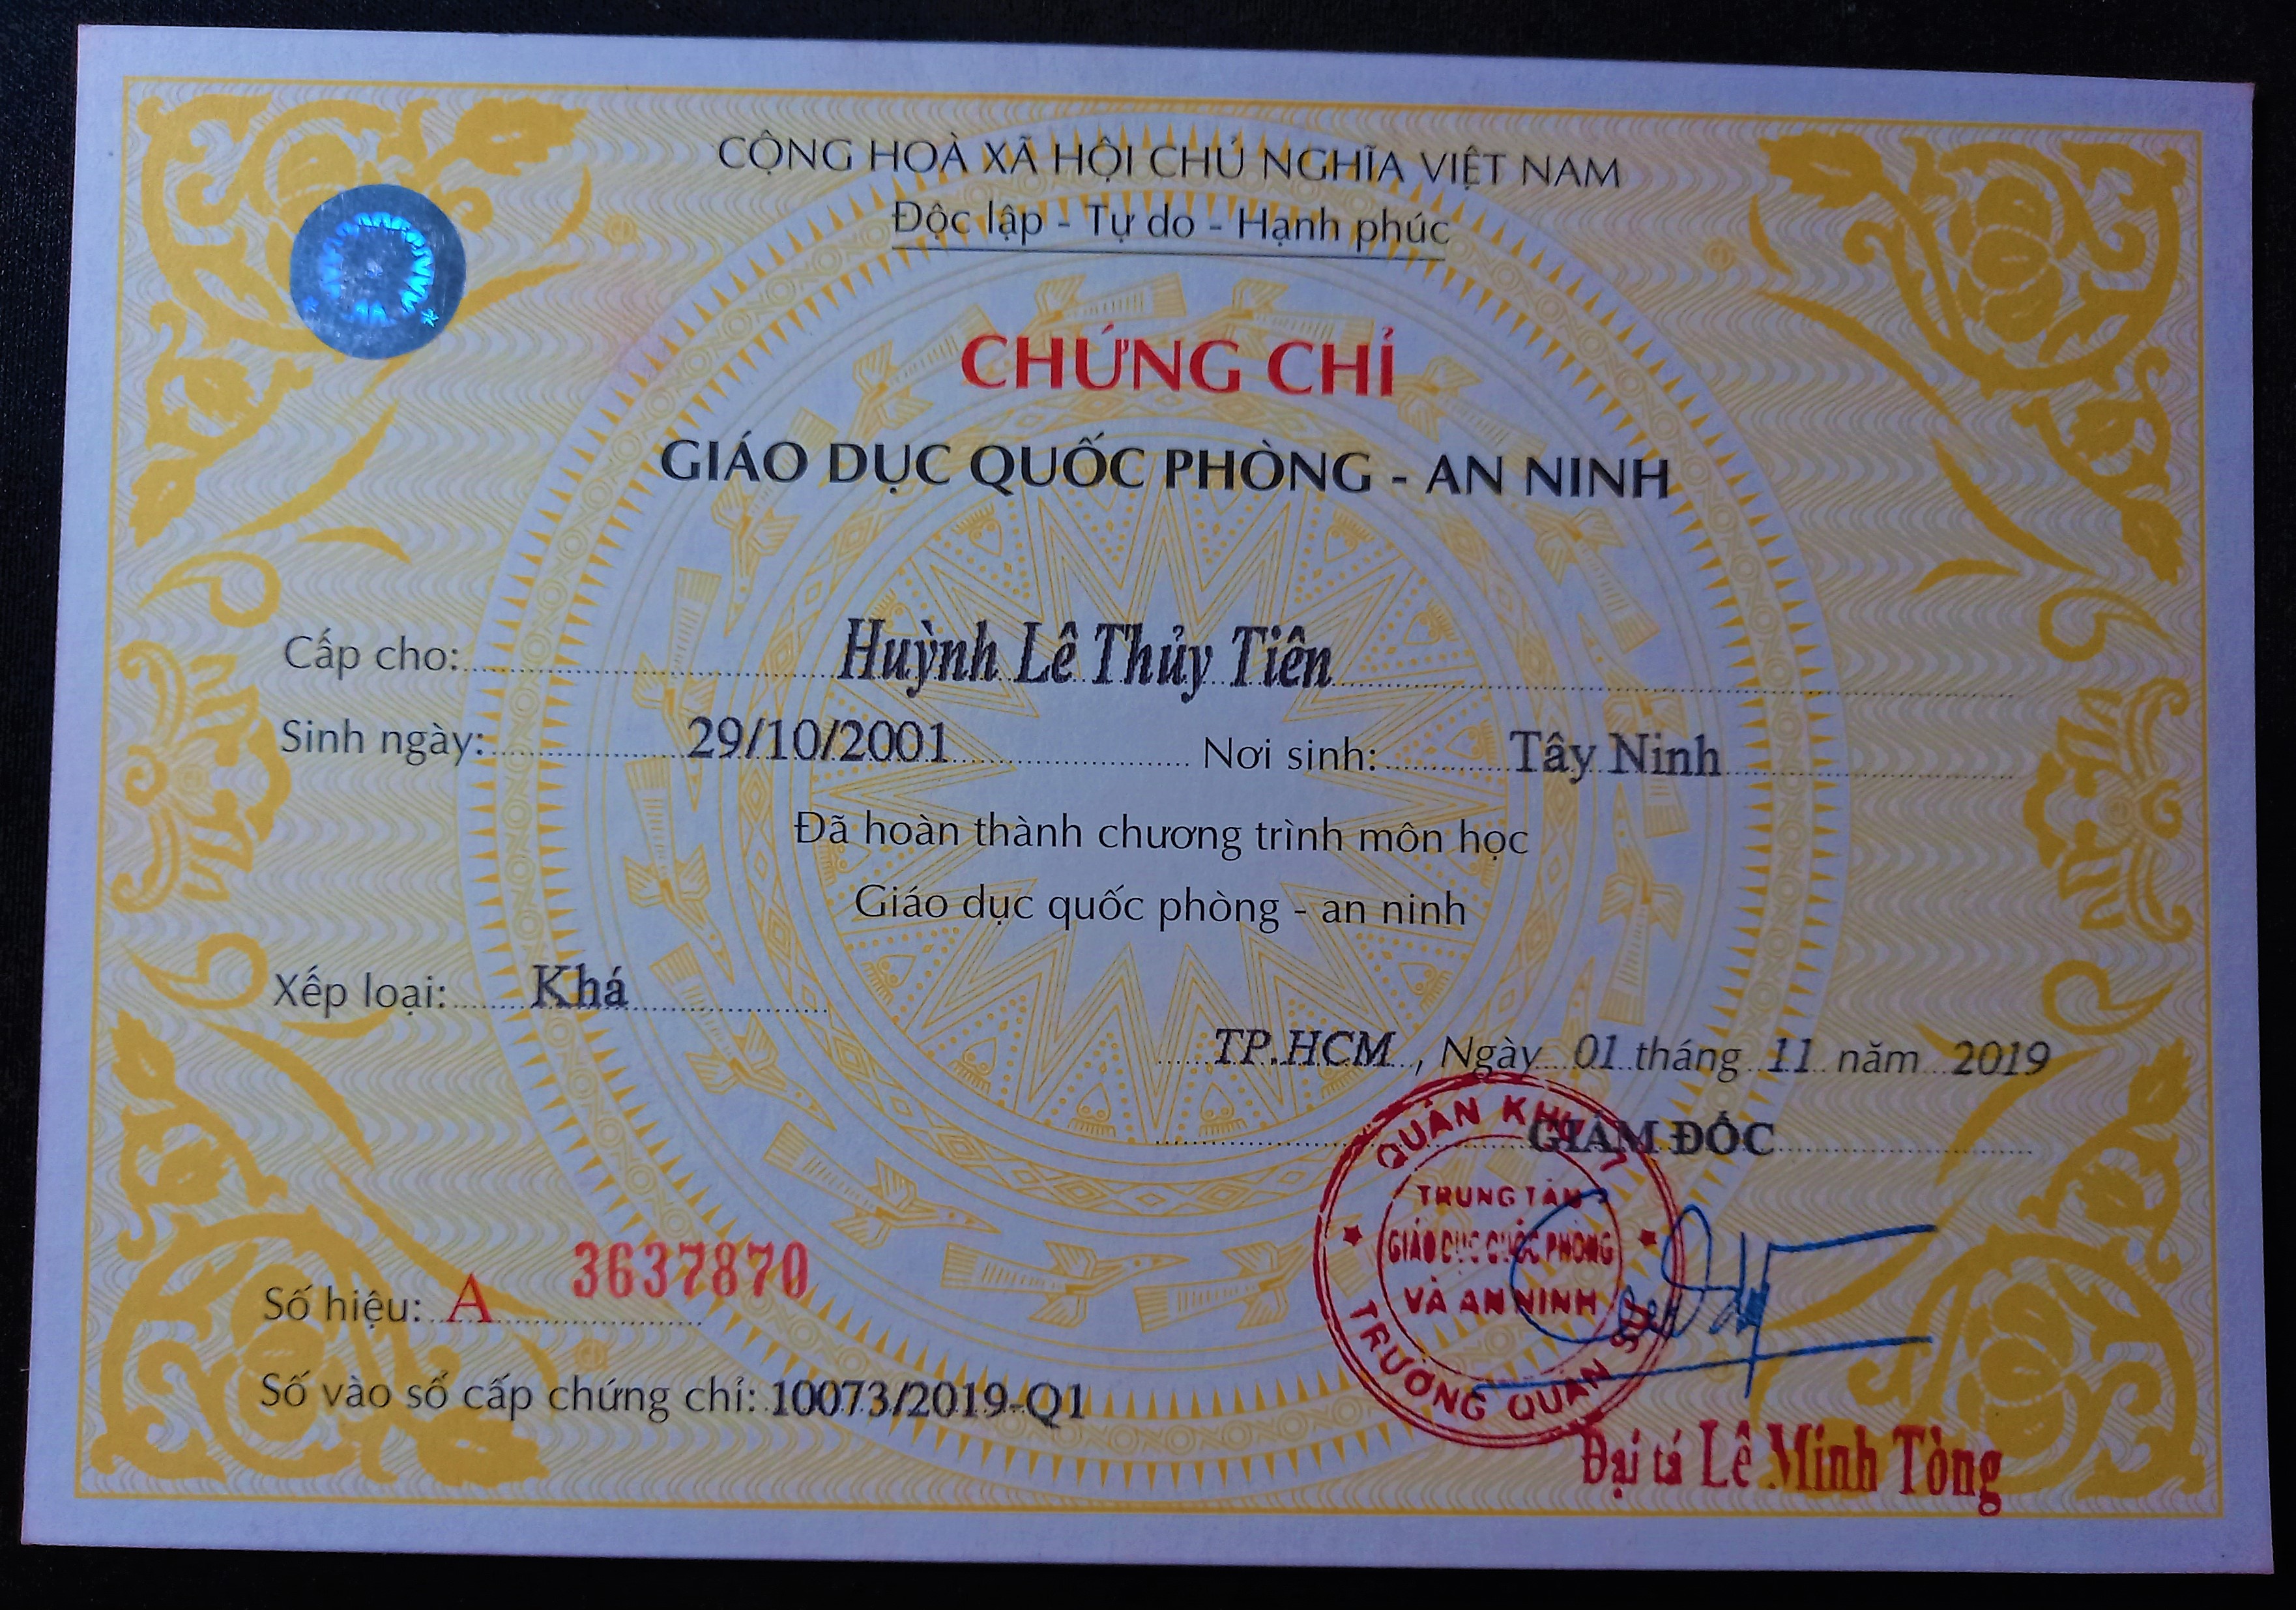 CỘNG HOÀ XÃ HỘI CHỦ NGHĨA VIỆT NAM
Độc lập - Tự do - Hạnh phúc
CHỨNG CHỈ
GIÁO DỤC QUỐC PHÒNG - AN NINH
Cấp cho: Huỳnh Lê Thủy Tiên
Sinh ngày: 29/10/2001 Nơi sinh: Tây Ninh
Đã hoàn thành chương trình môn học
Giáo dục quốc phòng - an ninh
Xếp loại: Khá
TP.HCM, Ngày 01 tháng 11 năm 2019
GIÁM ĐỐC
QUÂN KHU 7
TRUNG TÂM
GIÁO DỤC QUỐC PHÒNG
VÀ AN NINH
TRƯỜNG QUÂN SỰ
Số hiệu: A 3637870
Số vào sổ cấp chứng chỉ: 10073/2019-Q1
Đại tá Lê Minh Tòng